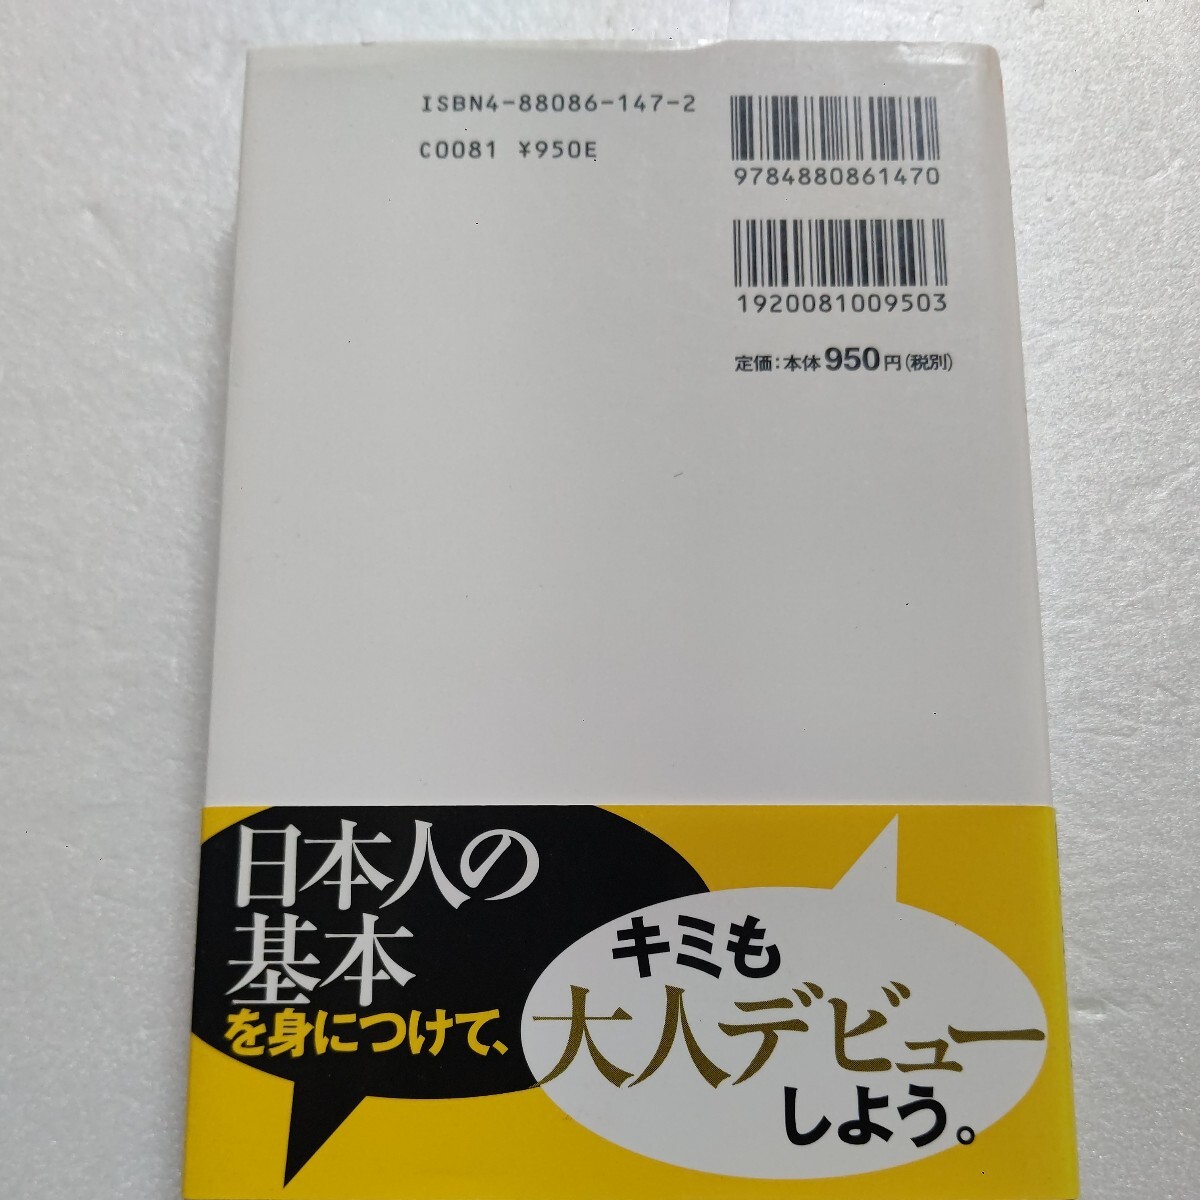 ISBN4-88086-147-2
C0081 ¥950E
9784880861470
1920081009503
定価：本体950円（税別）
日本人の
基本
を身につけて、
キミも
大人デビュー
しよう。